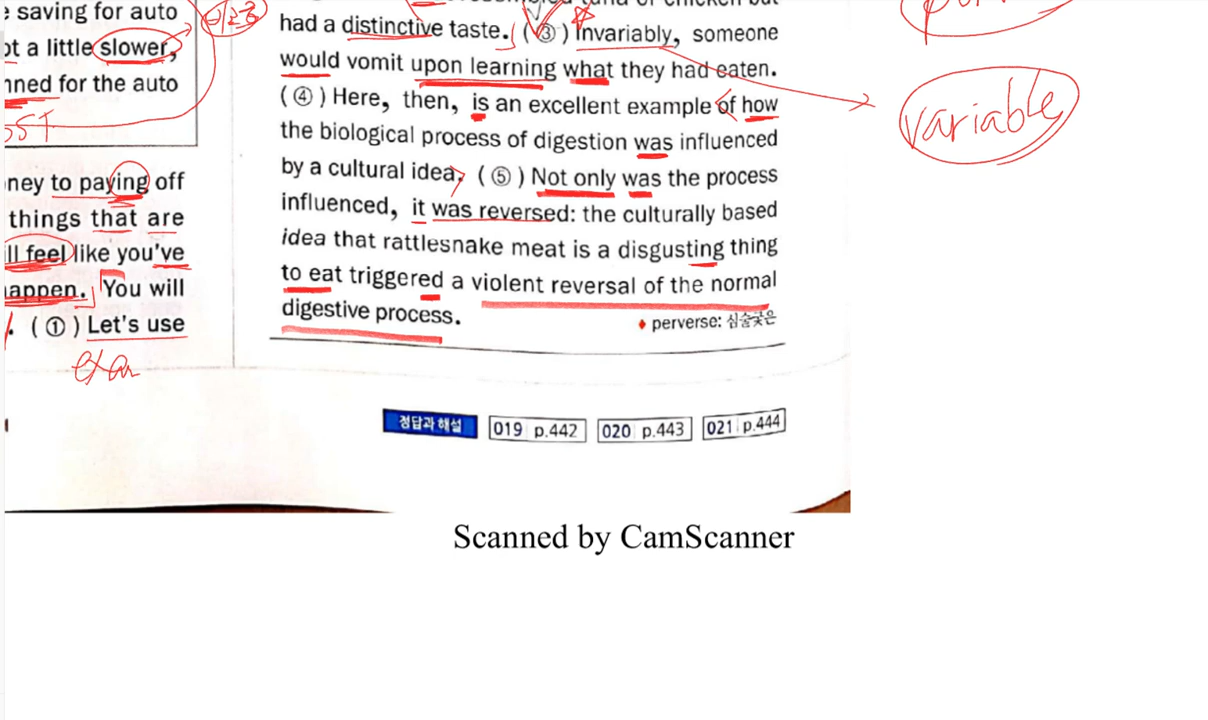 saving for auto
a little slower,
for the auto
to paying off
things that are
feel like you've
You will
(①) Let's use
had a distinctive taste. (③) Invariably, someone
would vomit upon learning what they had eaten.
(④) Here, then, is an excellent example of how
the biological process of digestion was influenced
by a cultural idea. (⑤) Not only was the process
influenced, it was reversed: the culturally based
idea that rattlesnake meat is a disgusting thing
to eat triggered a violent reversal of the normal
digestive process.
♦ perverse: 심술궂은
variable
정답과 해설 019 p.442 020 p.443 021 p.444
Scanned by CamScanner